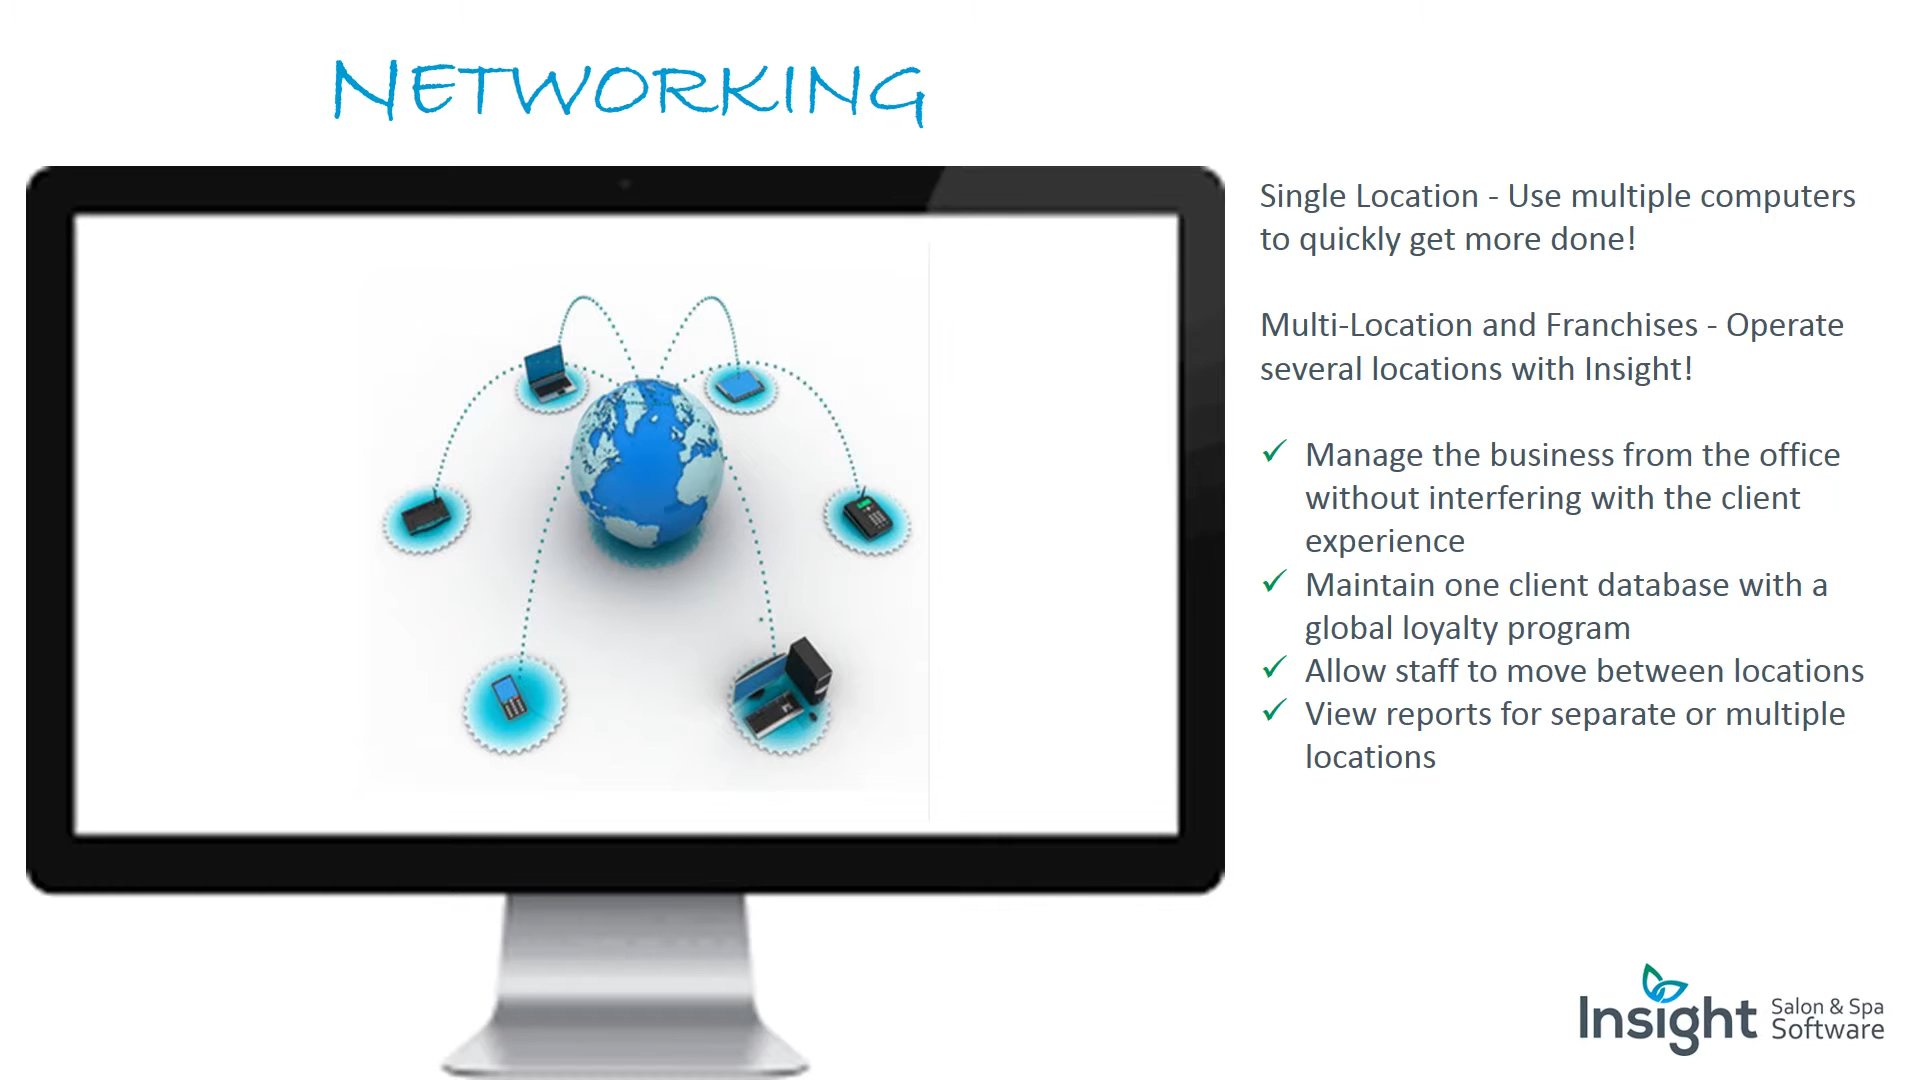 NETWORKING
Single Location - Use multiple computers
to quickly get more done!
Multi-Location and Franchises - Operate
several locations with Insight!
✓ Manage the business from the office
without interfering with the client
experience
✓ Maintain one client database with a
global loyalty program
✓ Allow staff to move between locations
✓ View reports for separate or multiple
locations
Insight Salon & Spa
Software